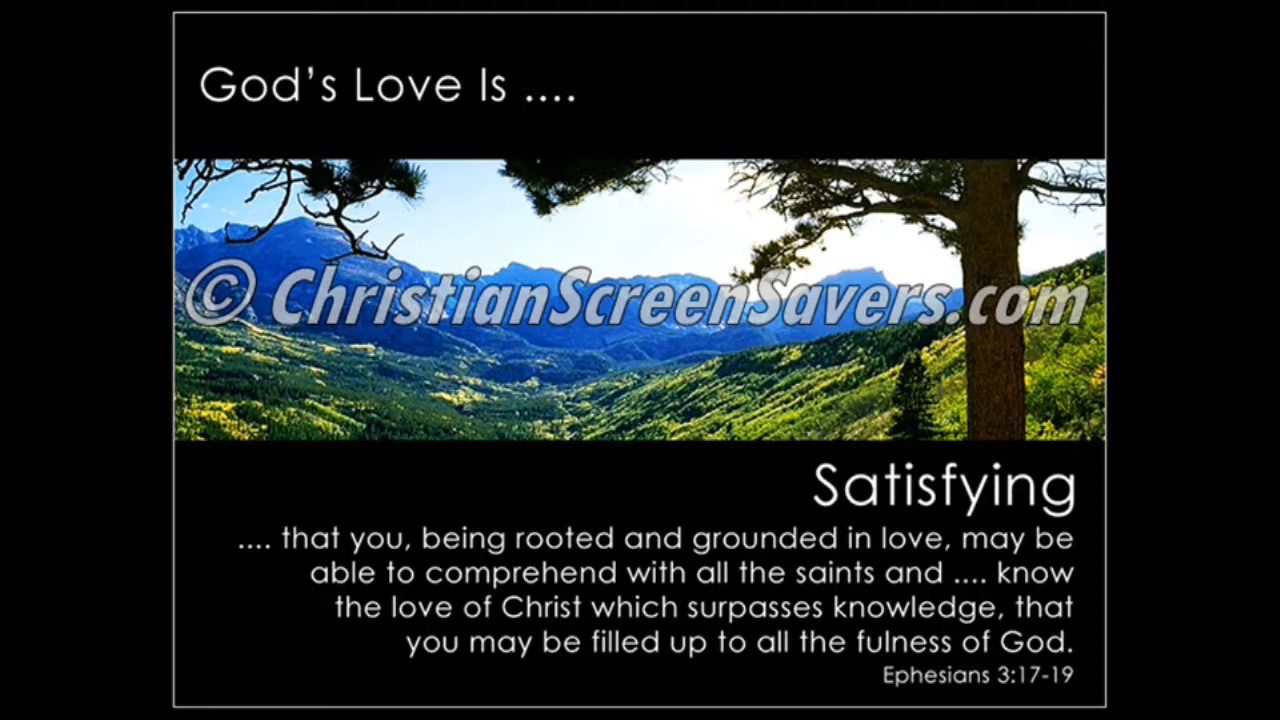 God's Love Is ....
© ChristianScreenSavers.com
Satisfying
.... that you, being rooted and grounded in love, may be
able to comprehend with all the saints and .... know
the love of Christ which surpasses knowledge, that
you may be filled up to all the fulness of God.
Ephesians 3:17-19